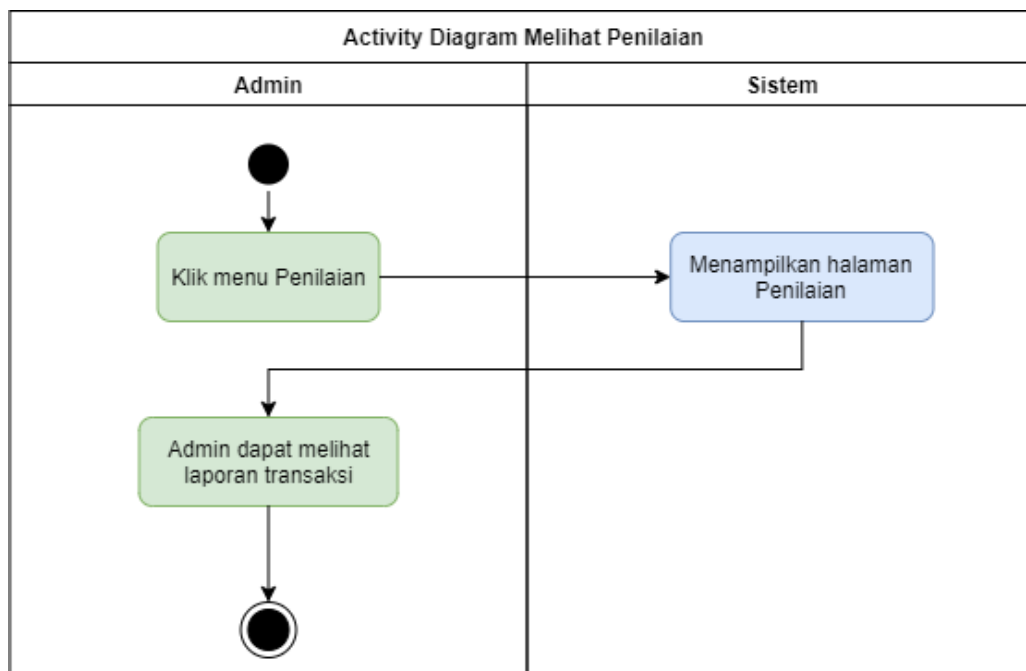 Activity Diagram Melihat Penilaian
Admin
Sistem
Klik menu Penilaian
Menampilkan halaman
Penilaian
Admin dapat melihat
laporan transaksi